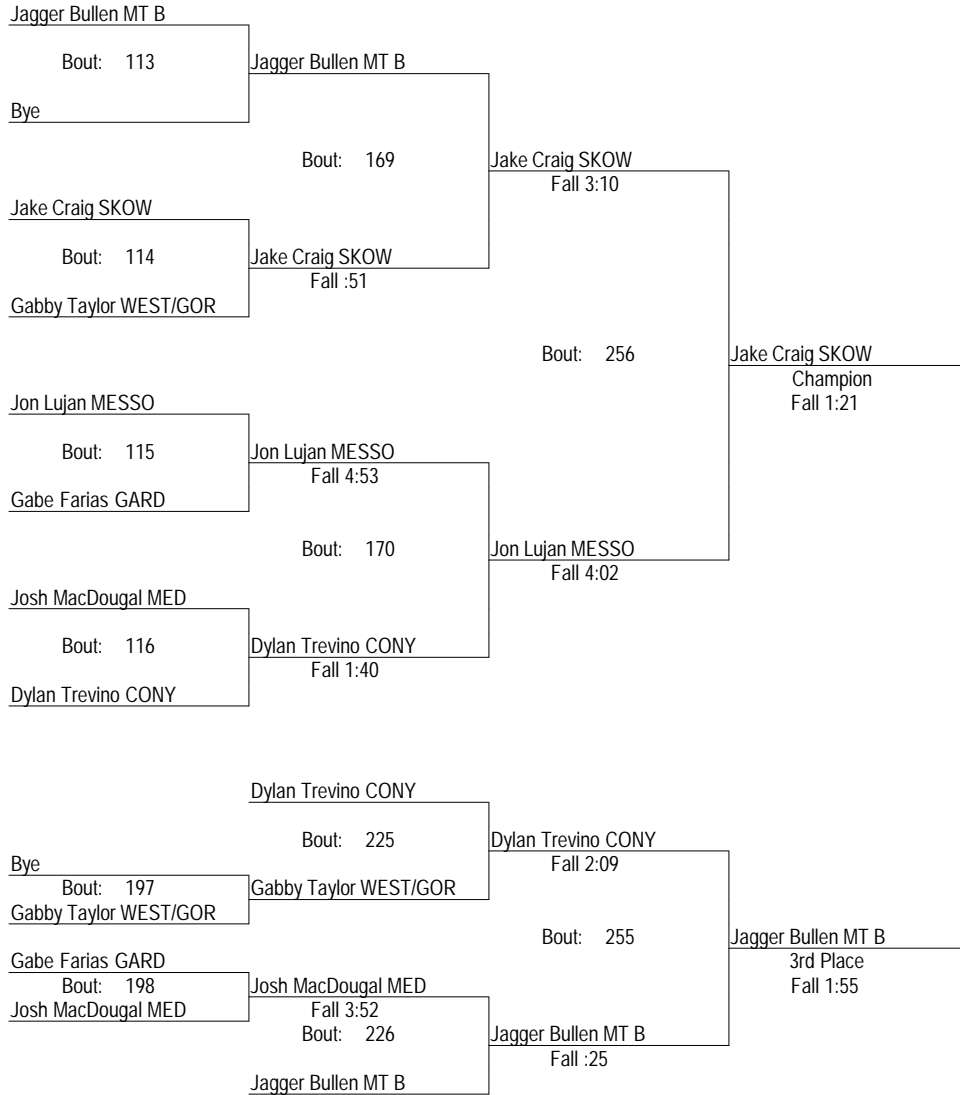 Jagger Bullen MT B
Bout: 113
Jagger Bullen MT B
Bye
Bout: 169
Jake Craig SKOW
Fall 3:10
Jake Craig SKOW
Bout: 114
Jake Craig SKOW
Fall :51
Gabby Taylor WEST/GOR
Bout: 256
Jake Craig SKOW
Champion
Fall 1:21
Jon Lujan MESSO
Bout: 115
Jon Lujan MESSO
Fall 4:53
Gabe Farias GARD
Bout: 170
Jon Lujan MESSO
Fall 4:02
Josh MacDougal MED
Bout: 116
Dylan Trevino CONY
Fall 1:40
Dylan Trevino CONY
Dylan Trevino CONY
Bout: 225
Dylan Trevino CONY
Fall 2:09
Bye
Bout: 197
Gabby Taylor WEST/GOR
Gabby Taylor WEST/GOR
Bout: 255
Jagger Bullen MT B
3rd Place
Fall 1:55
Gabe Farias GARD
Bout: 198
Josh MacDougal MED
Josh MacDougal MED
Fall 3:52
Bout: 226
Jagger Bullen MT B
Fall :25
Jagger Bullen MT B